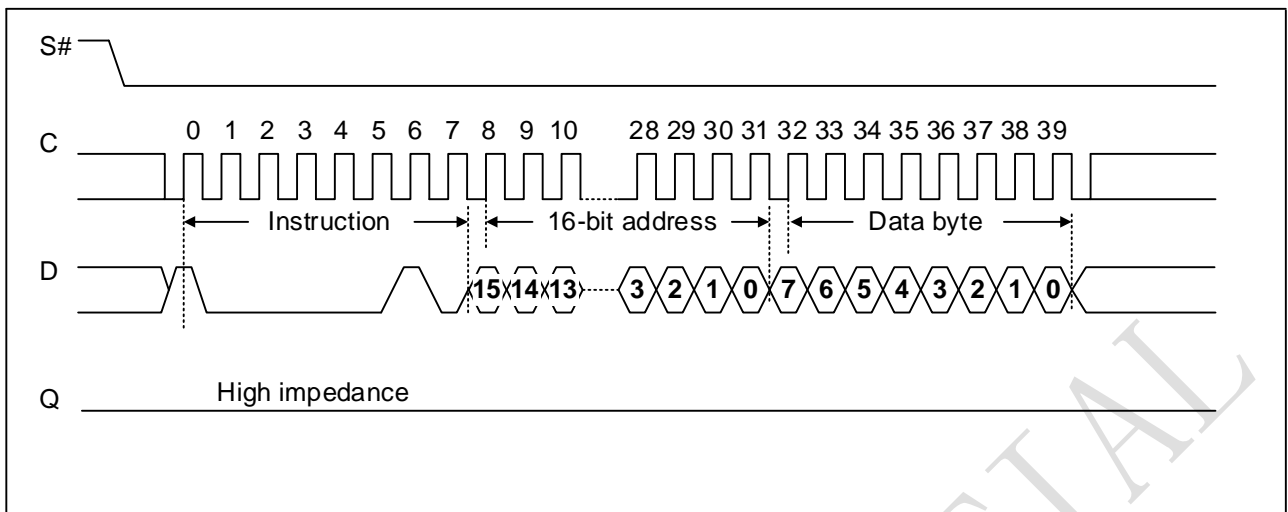 S#
0 1 2 3 4 5 6 7 8 9 10 28 29 30 31 32 33 34 35 36 37 38 39
C
Instruction 16-bit address Data byte
D
15 14 13 3 2 1 0 7 6 5 4 3 2 1 0
High impedance
Q